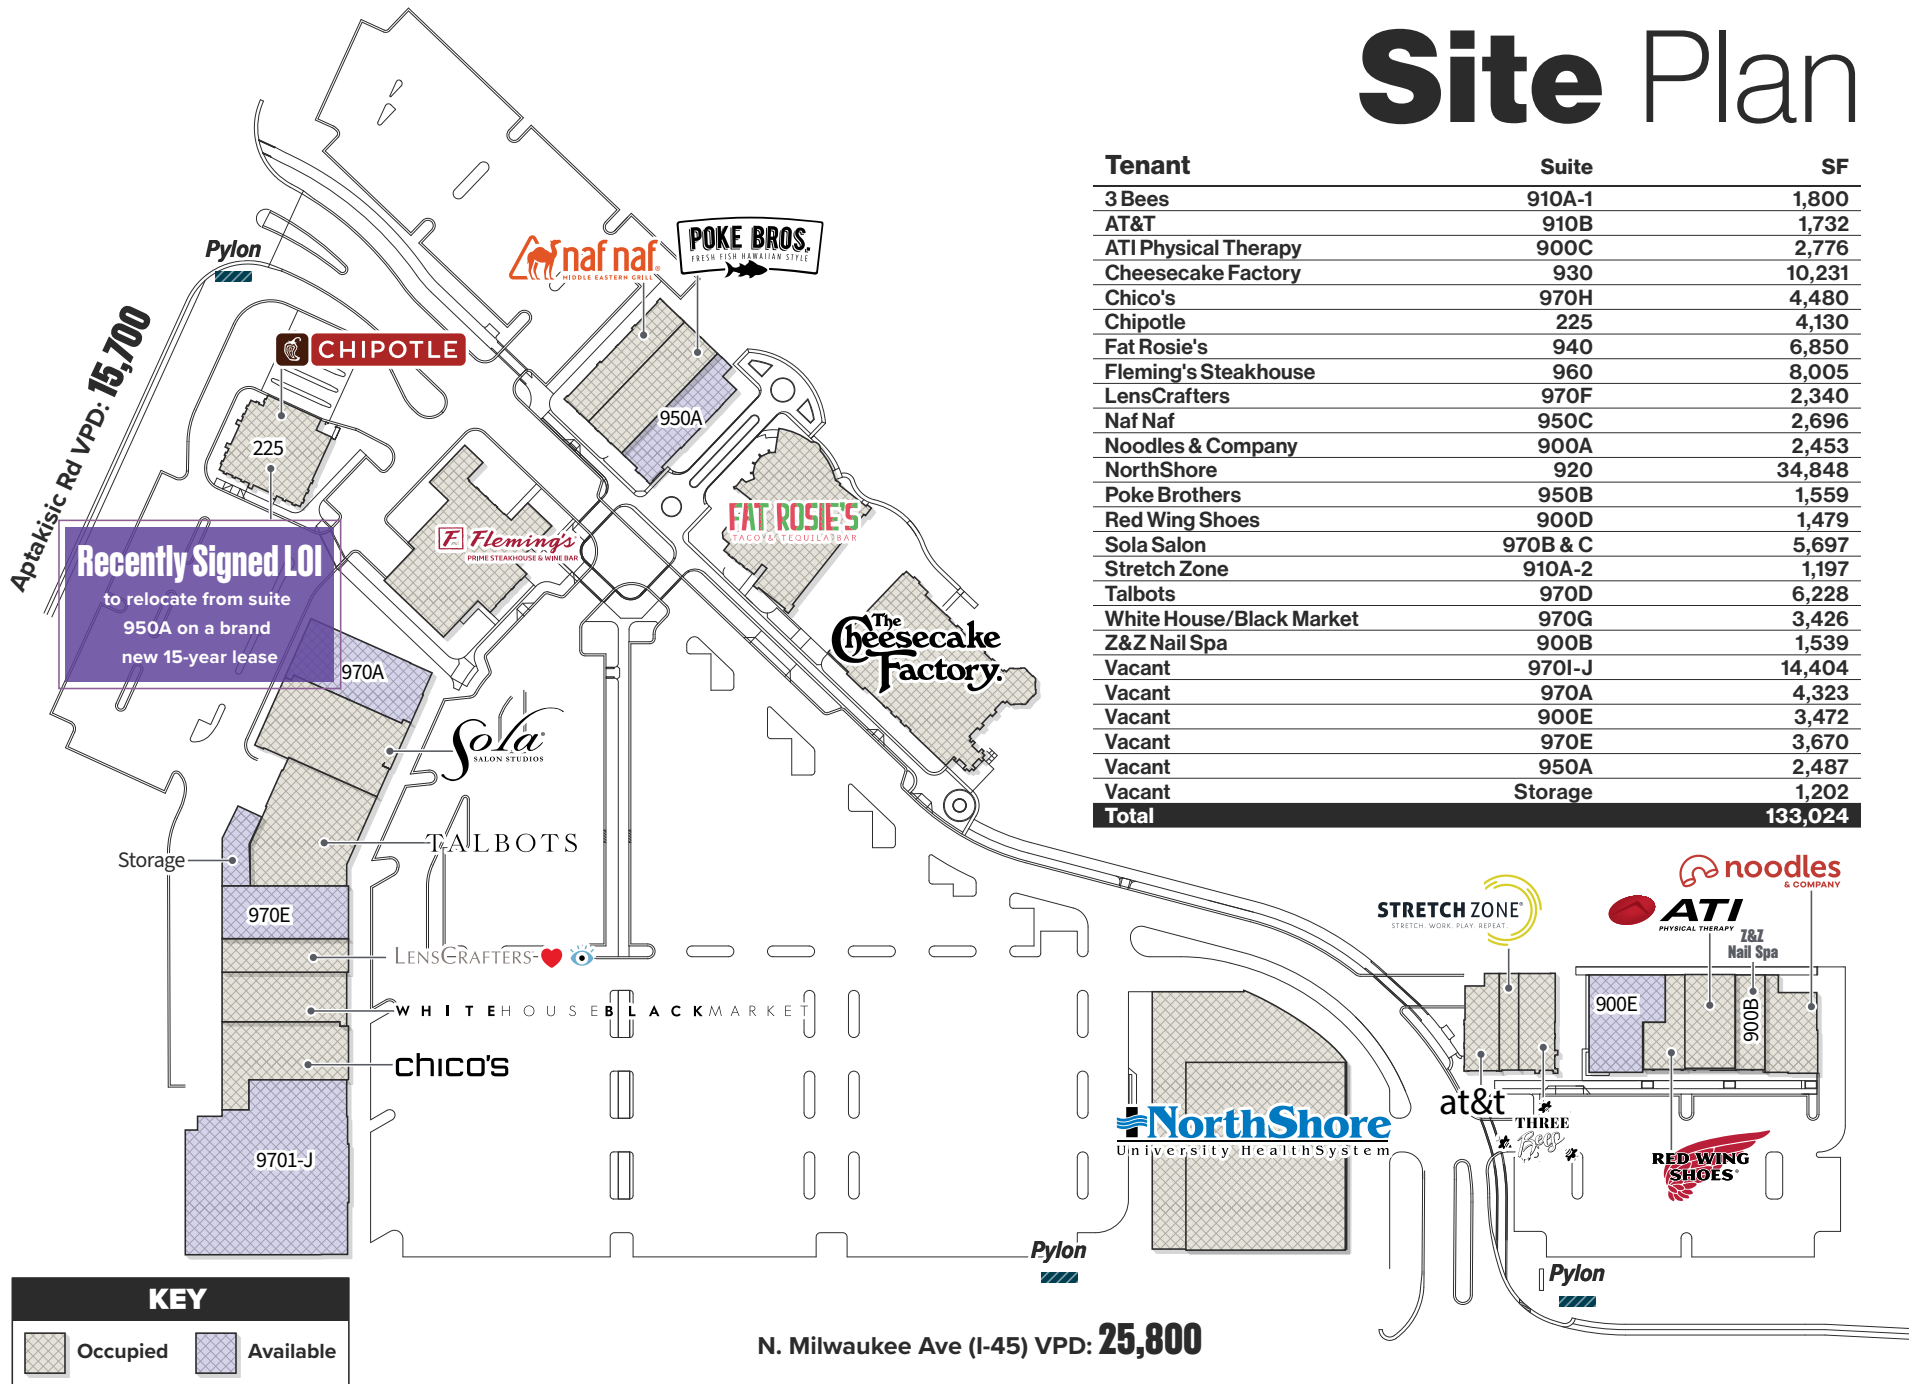 Site Plan
Tenant Suite SF
3 Bees 910A-1 1,800
AT&T 910B 1,732
ATI Physical Therapy 900C 2,776
Cheesecake Factory 930 10,231
Chico's 970H 4,480
Chipotle 225 4,130
Fat Rosie's 940 6,850
Fleming's Steakhouse 960 8,005
LensCrafters 970F 2,340
Naf Naf 950C 2,696
Noodles & Company 900A 2,453
NorthShore 920 34,848
Poke Brothers 950B 1,559
Red Wing Shoes 900D 1,479
Sola Salon 970B & C 5,697
Stretch Zone 910A-2 1,197
Talbots 970D 6,228
White House/Black Market 970G 3,426
Z&Z Nail Spa 900B 1,539
Vacant 970I-J 14,404
Vacant 970A 4,323
Vacant 900E 3,472
Vacant 970E 3,670
Vacant 950A 2,487
Vacant Storage 1,202
Total 133,024
Pylon
Aptakisic Rd VPD: 15,700
naf naf
MIDDLE EASTERN GRILL
POKE BROS.
FRESH FISH HAWAIIAN STYLE
CHIPOTLE
225
950A
Recently Signed LOI
to relocate from suite
950A on a brand
new 15-year lease
F Fleming's
PRIME STEAKHOUSE & WINE BAR
FAT ROSIE'S
TACO & TEQUILA BAR
The
Cheesecake
Factory.
970A
Sola
SALON STUDIOS
TALBOTS
Storage
970E
LENSCRAFTERS
WHITEHOUSEBLACKMARKET
chico's
9701-J
NorthShore
University HealthSystem
STRETCH ZONE
STRETCH. WORK. PLAY. REPEAT.
noodles
& COMPANY
ATI
PHYSICAL THERAPY
Z&Z
Nail Spa
900E
900B
at&t
THREE
Bees
RED WING
SHOES
Pylon
Pylon
N. Milwaukee Ave (I-45) VPD: 25,800
KEY
Occupied Available